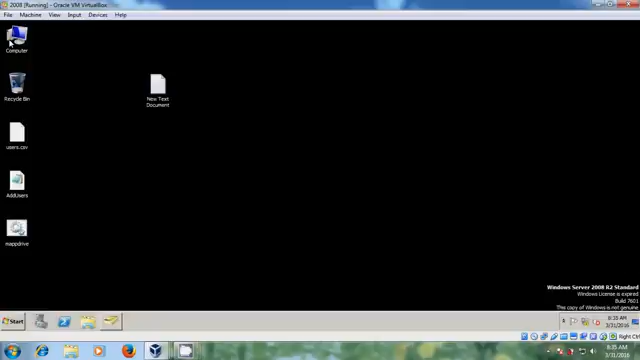 2008 [Running] - Oracle VM VirtualBox
File Machine View Input Devices Help
Computer
Recycle Bin
New Text
Document
users.csv
AddUsers
mappdrive
Windows Server 2008 R2 Standard
Windows License is expired
Build 7601
This copy of Windows is not genuine
Start
8:35 AM
3/31/2016
Right Ctrl
8:35 AM
3/31/2016